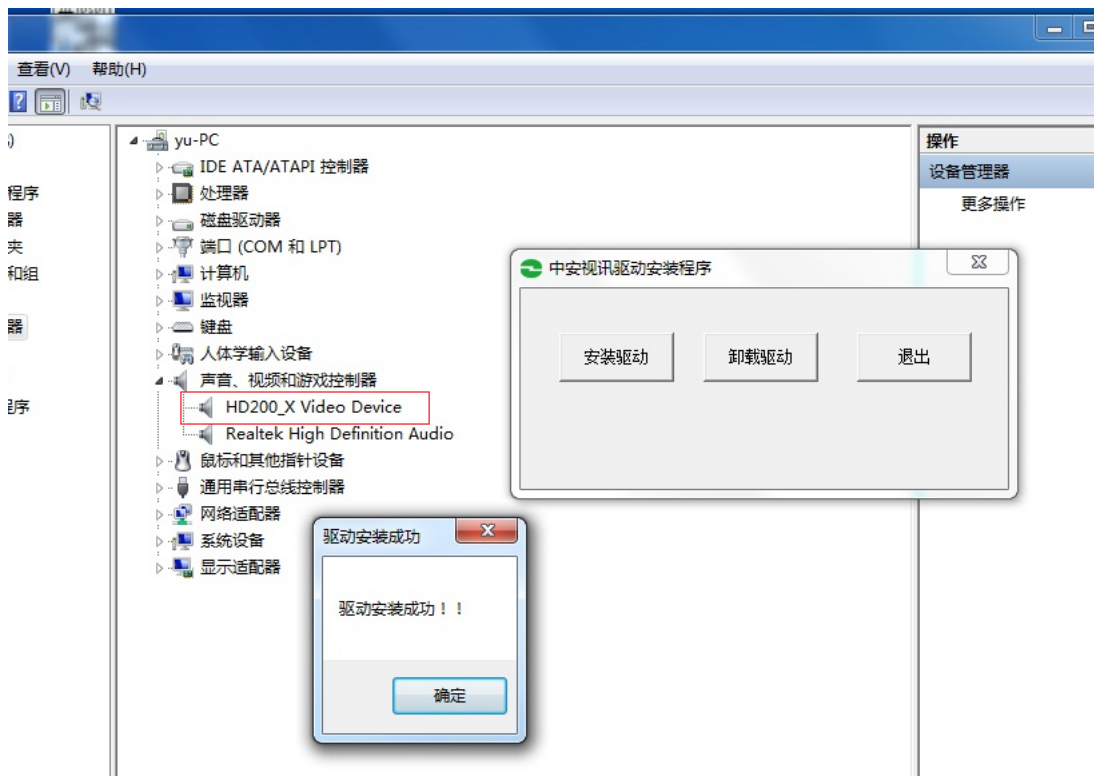 查看(V) 帮助(H)
程序
器
夹
和组
器
程序
yu-PC
IDE ATA/ATAPI 控制器
处理器
磁盘驱动器
端口 (COM 和 LPT)
计算机
监视器
键盘
人体学输入设备
声音、视频和游戏控制器
HD200_X Video Device
Realtek High Definition Audio
鼠标和其他指针设备
通用串行总线控制器
网络适配器
系统设备
显示适配器
操作
设备管理器
更多操作
中安视讯驱动安装程序
安装驱动 卸载驱动 退出
驱动安装成功
驱动安装成功！！
确定